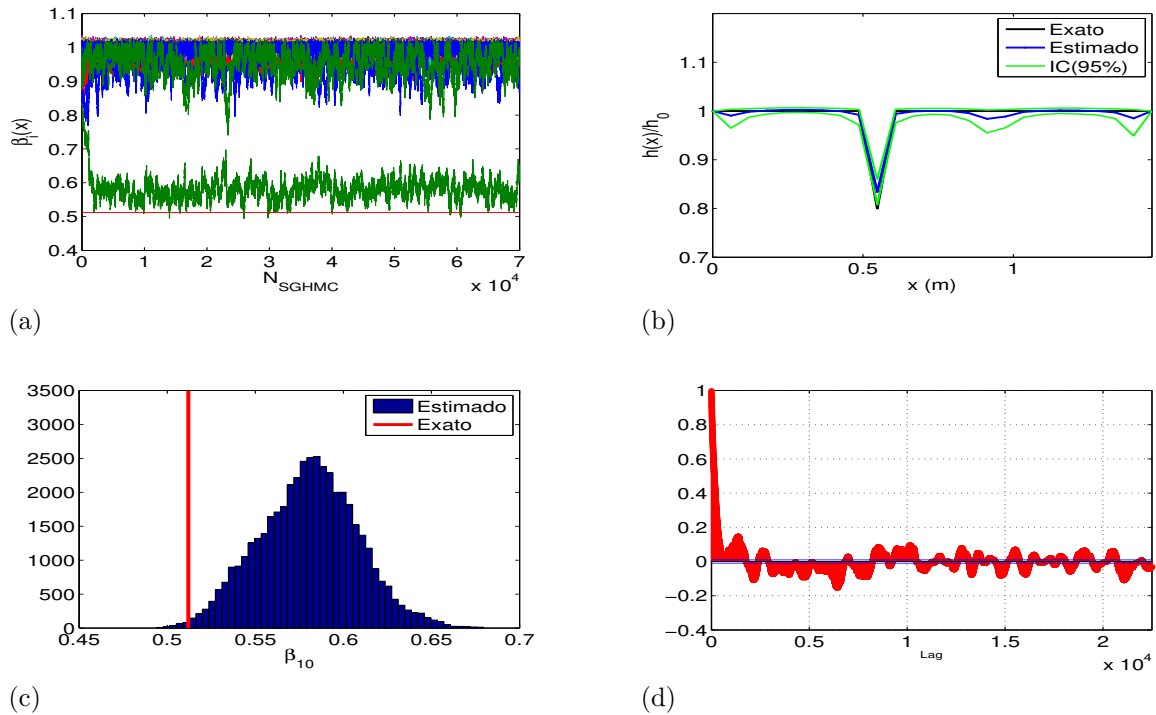 1.1
1
0.9
0.8
0.7
0.6
0.5
0.4
β_i(x)
0 1 2 3 4 5 6 7
N_SGHMC
x 10^4
(a)
1.1
1
0.9
0.8
0.7
h(x)/h_0
Exato
Estimado
IC(95%)
0 0.5 1
x (m)
(b)
3500
3000
2500
2000
1500
1000
500
0
Estimado
Exato
0.45 0.5 0.55 0.6 0.65 0.7
β_10
(c)
1
0.8
0.6
0.4
0.2
0
−0.2
−0.4
0 0.5 1 1.5 2
Lag
x 10^4
(d)